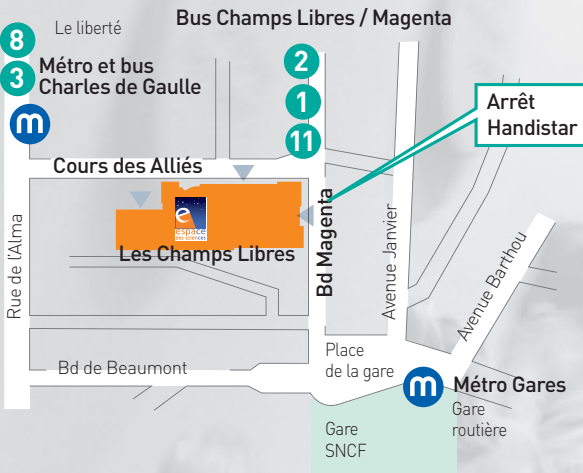 Bus Champs Libres / Magenta
Le liberté
8
3
Métro et bus
Charles de Gaulle
m
2
1
11
Arrêt
Handistar
Cours des Alliés
espace
des sciences
Les Champs Libres
Rue de l'Alma
Bd Magenta
Avenue Janvier
Avenue Barthou
Bd de Beaumont
Place
de la gare
m
Métro Gares
Gare
routière
Gare
SNCF